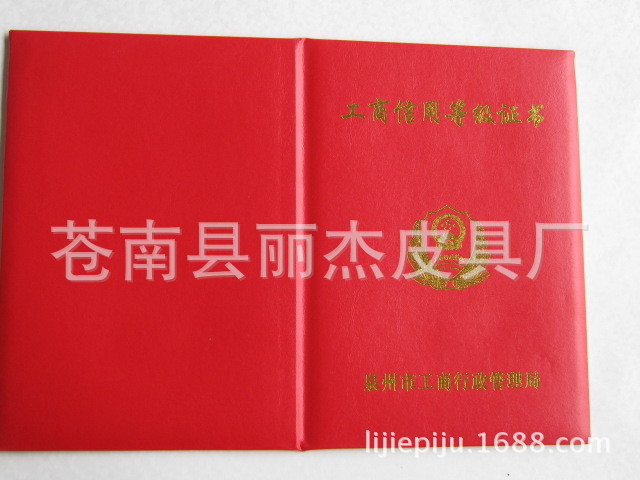 工商信用等级证书
苍南县丽杰皮具厂
泉州市工商行政管理局
lijiepiju.1688.com